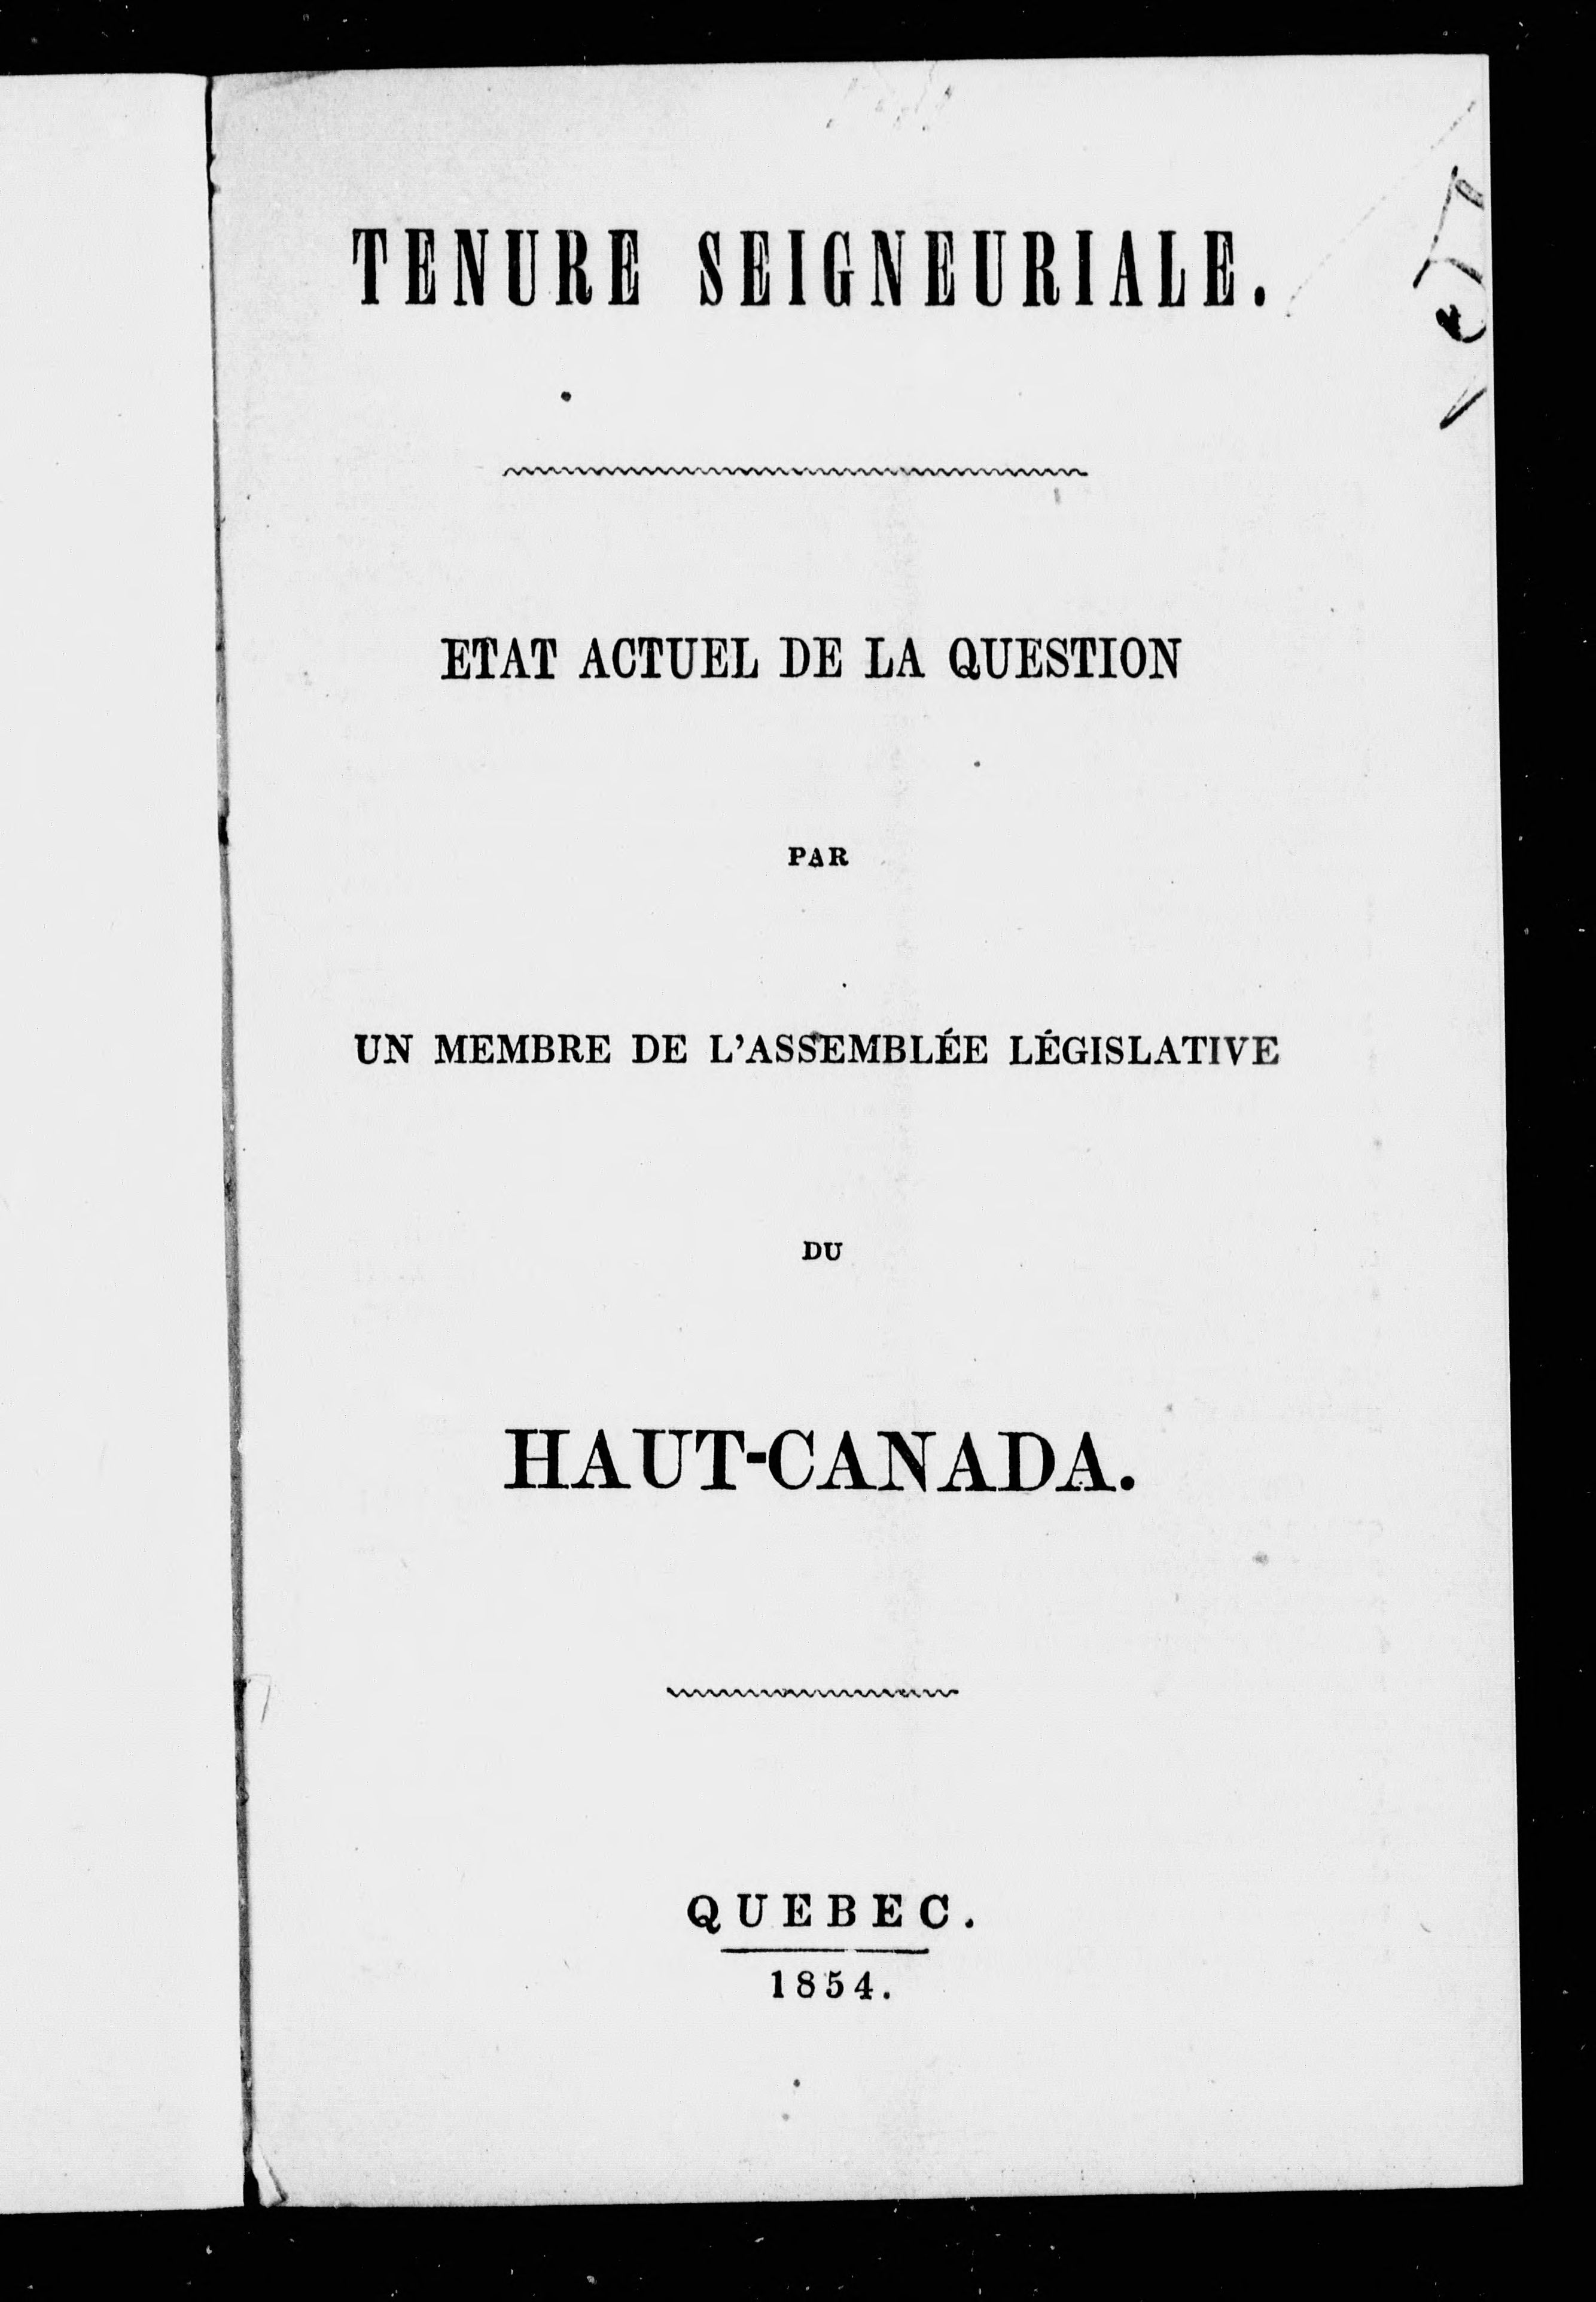 TENURE SEIGNEURIALE.
ETAT ACTUEL DE LA QUESTION
PAR
UN MEMBRE DE L'ASSEMBLÉE LÉGISLATIVE
DU
HAUT-CANADA.
QUEBEC.
1854.